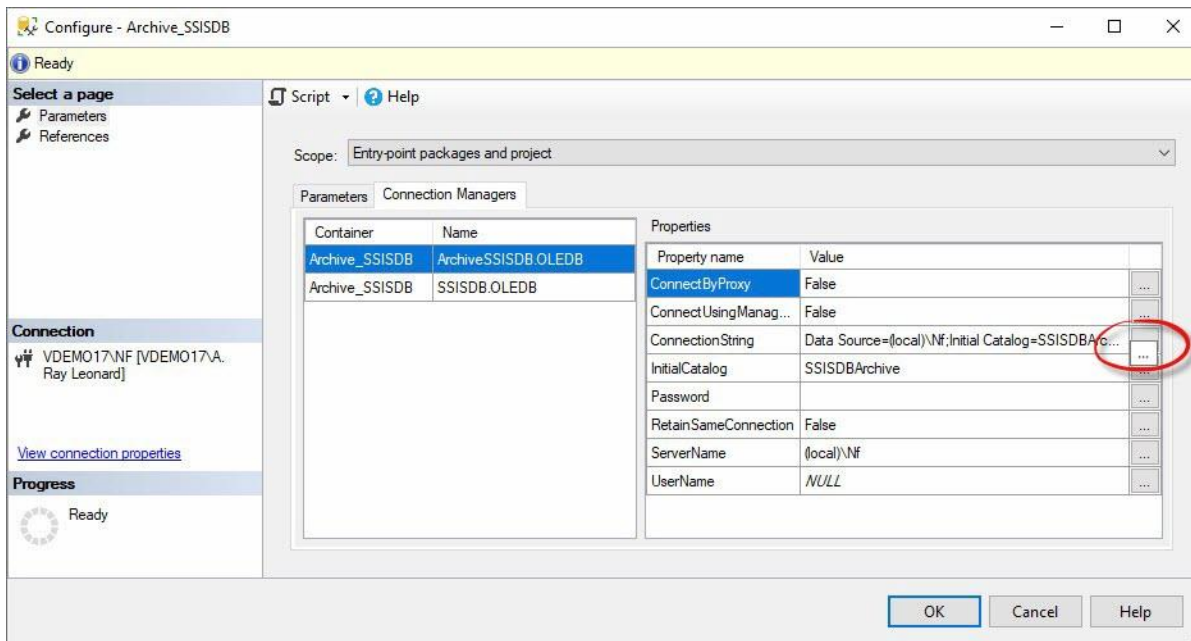 Configure - Archive_SSISDB
Ready
Select a page
Parameters
References
Script
Help
Scope: Entry-point packages and project
Parameters Connection Managers
Container Name
Archive_SSISDB ArchiveSSISDB.OLEDB
Archive_SSISDB SSISDB.OLEDB
Properties
Property name Value
ConnectByProxy False ...
ConnectUsingManag... False ...
ConnectionString Data Source=(local)\Nf;Initial Catalog=SSISDBArc... ...
InitialCatalog SSISDBArchive ...
Password ...
RetainSameConnection False ...
ServerName (local)\Nf ...
UserName NULL ...
Connection
VDEMO17\NF [VDEMO17\A.
Ray Leonard]
View connection properties
Progress
Ready
OK Cancel Help